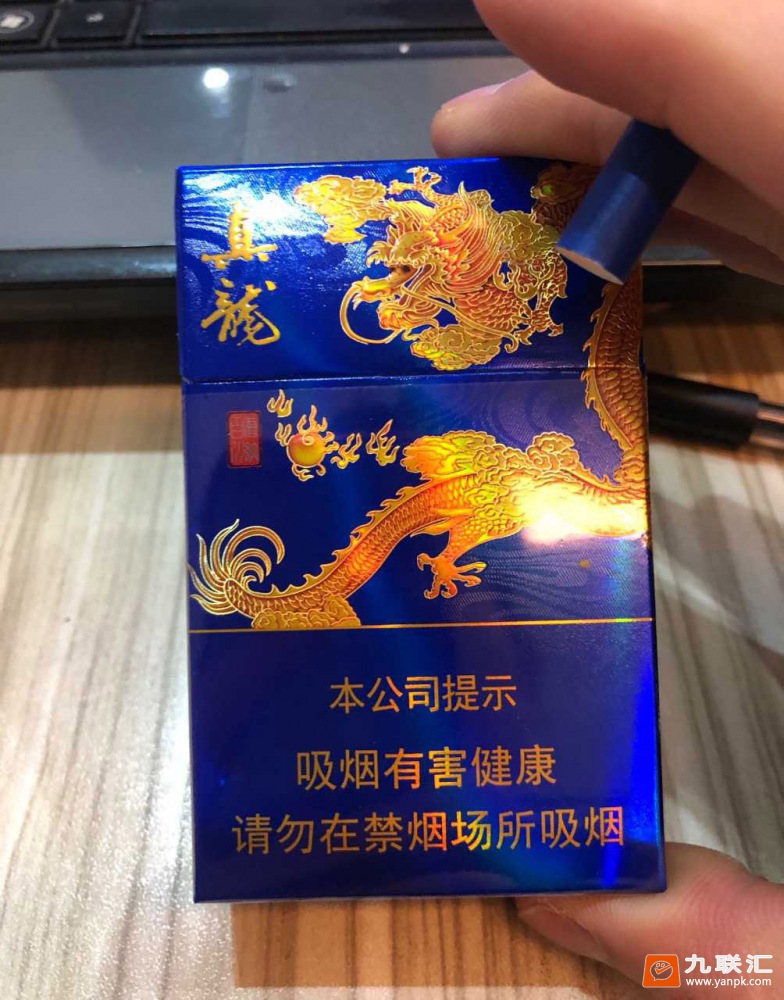 真龍
本公司提示
吸烟有害健康
请勿在禁烟场所吸烟
九联汇
www.yanpk.com